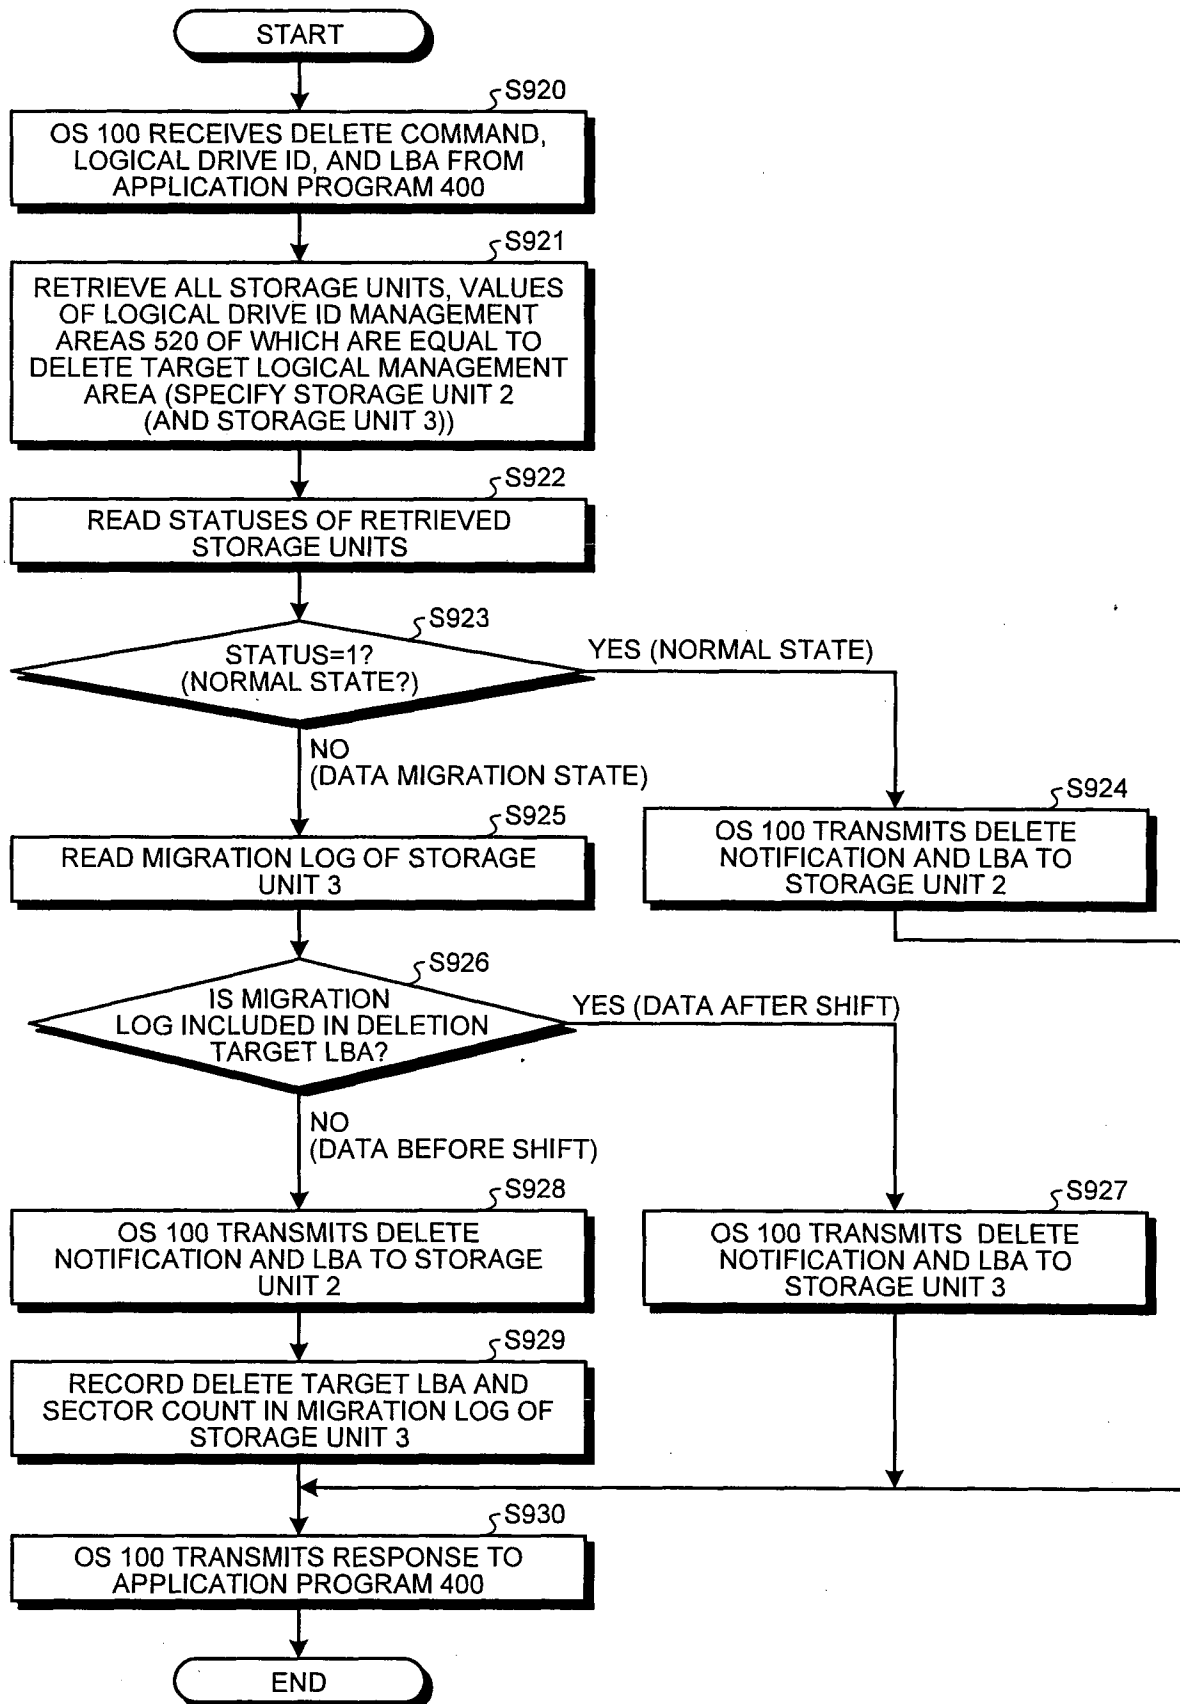 START
S920
OS 100 RECEIVES DELETE COMMAND,
LOGICAL DRIVE ID, AND LBA FROM
APPLICATION PROGRAM 400
S921
RETRIEVE ALL STORAGE UNITS, VALUES
OF LOGICAL DRIVE ID MANAGEMENT
AREAS 520 OF WHICH ARE EQUAL TO
DELETE TARGET LOGICAL MANAGEMENT
AREA (SPECIFY STORAGE UNIT 2
(AND STORAGE UNIT 3))
S922
READ STATUSES OF RETRIEVED
STORAGE UNITS
S923
STATUS=1?
(NORMAL STATE?)
YES (NORMAL STATE)
NO
(DATA MIGRATION STATE)
S924
OS 100 TRANSMITS DELETE
NOTIFICATION AND LBA TO
STORAGE UNIT 2
S925
READ MIGRATION LOG OF STORAGE
UNIT 3
S926
IS MIGRATION
LOG INCLUDED IN DELETION
TARGET LBA?
YES (DATA AFTER SHIFT)
NO
(DATA BEFORE SHIFT)
S928
OS 100 TRANSMITS DELETE
NOTIFICATION AND LBA TO STORAGE
UNIT 2
S927
OS 100 TRANSMITS DELETE
NOTIFICATION AND LBA TO
STORAGE UNIT 3
S929
RECORD DELETE TARGET LBA AND
SECTOR COUNT IN MIGRATION LOG OF
STORAGE UNIT 3
S930
OS 100 TRANSMITS RESPONSE TO
APPLICATION PROGRAM 400
END